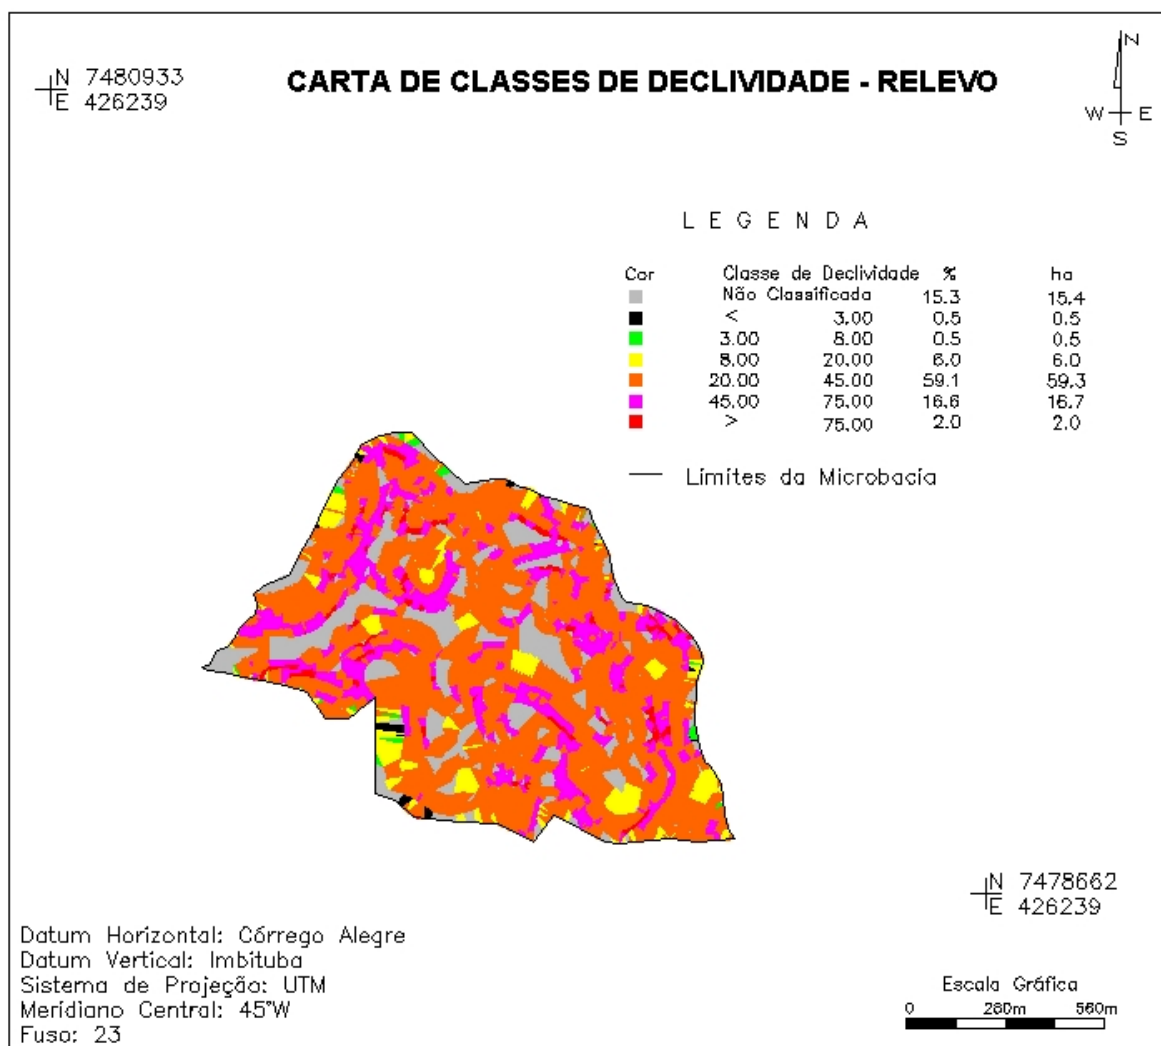 N 7480933
E 426239
CARTA DE CLASSES DE DECLIVIDADE - RELEVO
N
W E
S
LEGENDA
Cor Classe de Declividade % ha
Não Classificada 15.3 15.4
< 3.00 0.5 0.5
3.00 8.00 0.5 0.5
8.00 20.00 6.0 6.0
20.00 45.00 59.1 59.3
45.00 75.00 16.6 16.7
> 75.00 2.0 2.0
Limites da Microbacia
N 7478662
E 426239
Datum Horizontal: Córrego Alegre
Datum Vertical: Imbituba
Sistema de Projeção: UTM
Meridiano Central: 45°W
Fuso: 23
Escala Gráfica
0 280m 560m